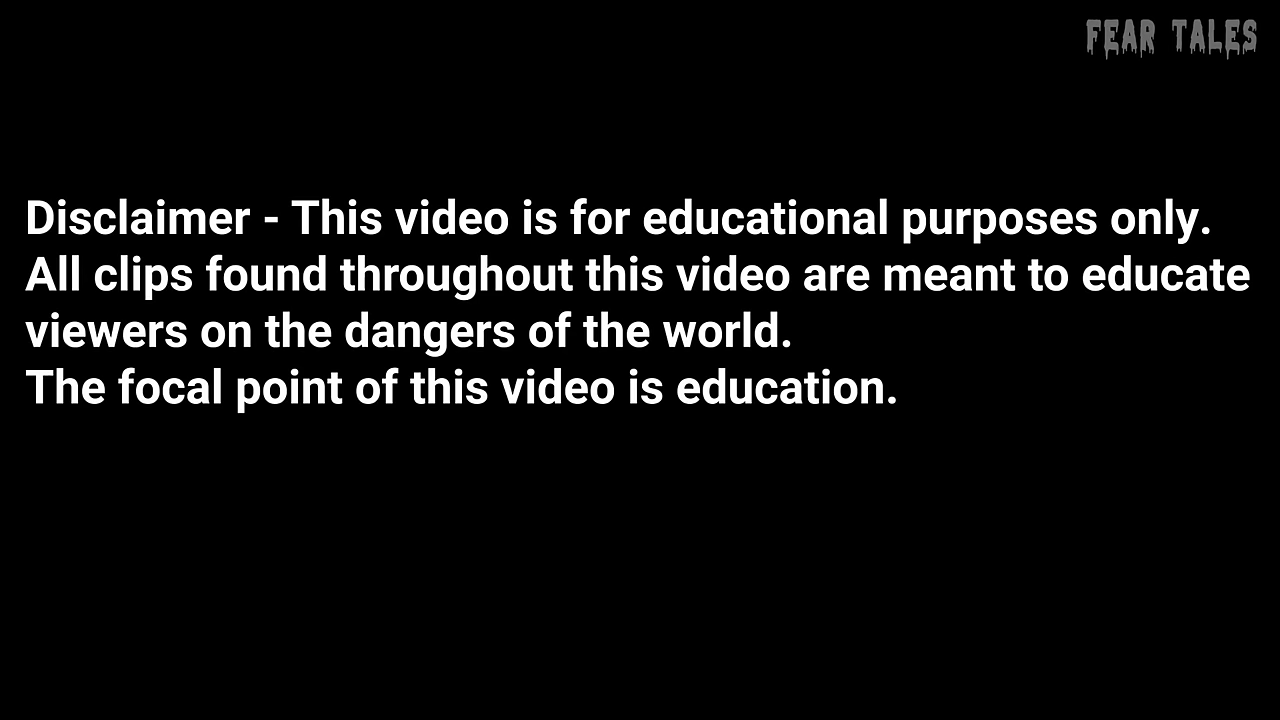 FEAR TALES
Disclaimer - This video is for educational purposes only.
All clips found throughout this video are meant to educate
viewers on the dangers of the world.
The focal point of this video is education.